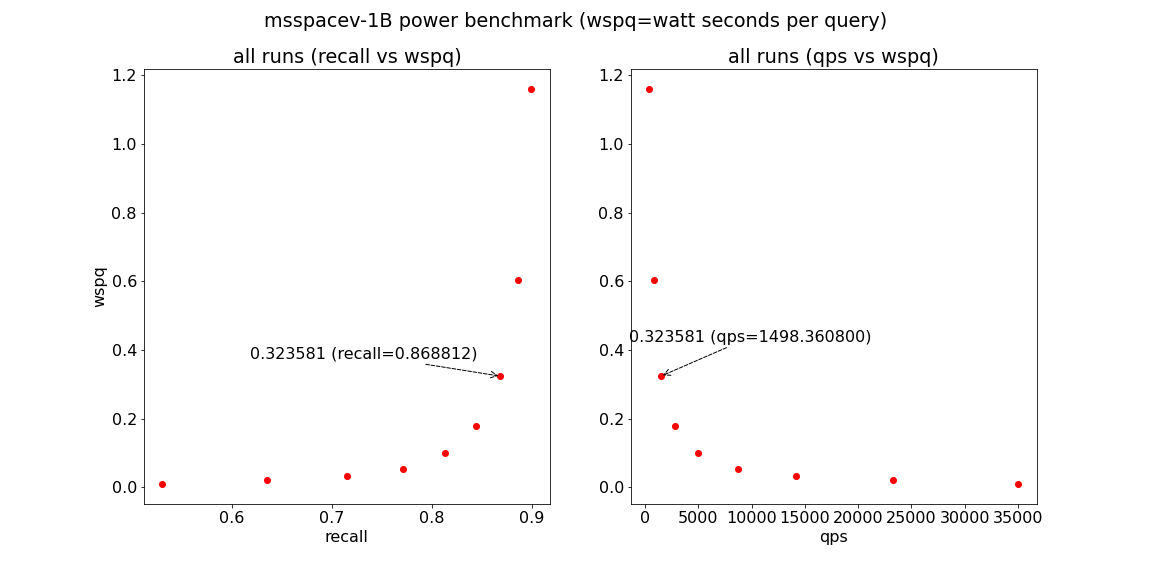 msspacev-1B power benchmark (wspq=watt seconds per query)
all runs (recall vs wspq)
1.2
1.0
0.8
0.6
0.4
0.2
0.0
wspq
0.323581 (recall=0.868812)
0.6 0.7 0.8 0.9
recall
all runs (qps vs wspq)
1.2
1.0
0.8
0.6
0.4
0.2
0.0
0.323581 (qps=1498.360800)
0 5000 10000 15000 20000 25000 30000 35000
qps